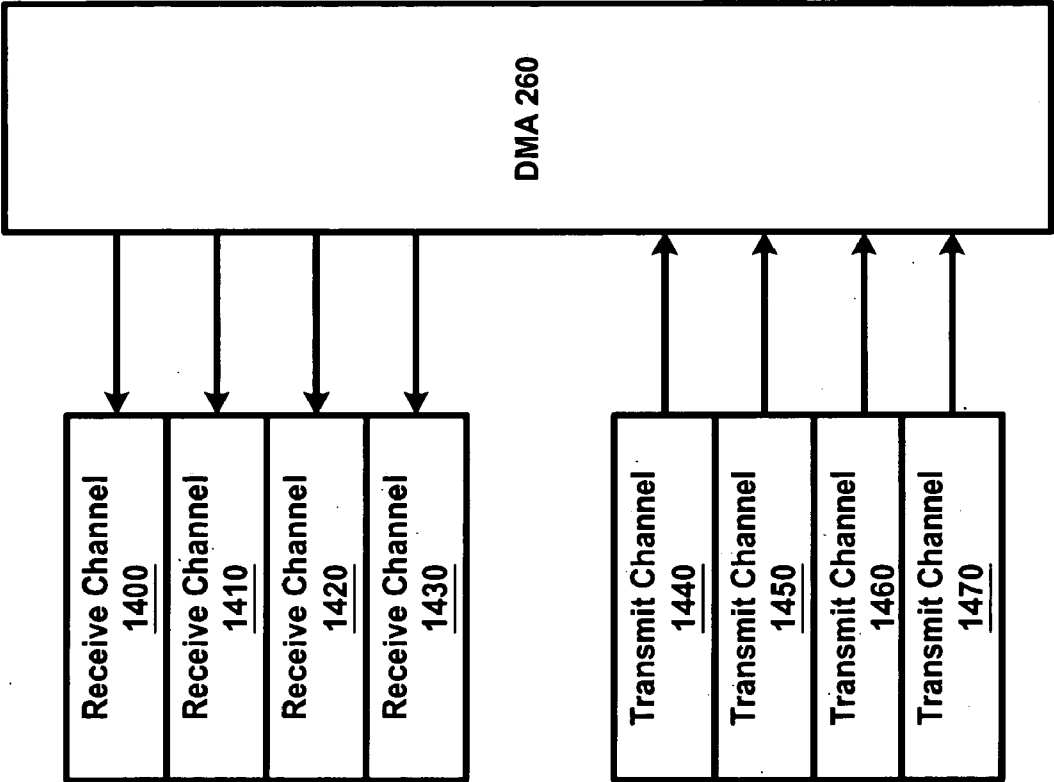 DMA 260
Receive Channel
1400
Receive Channel
1410
Receive Channel
1420
Receive Channel
1430
Transmit Channel
1440
Transmit Channel
1450
Transmit Channel
1460
Transmit Channel
1470